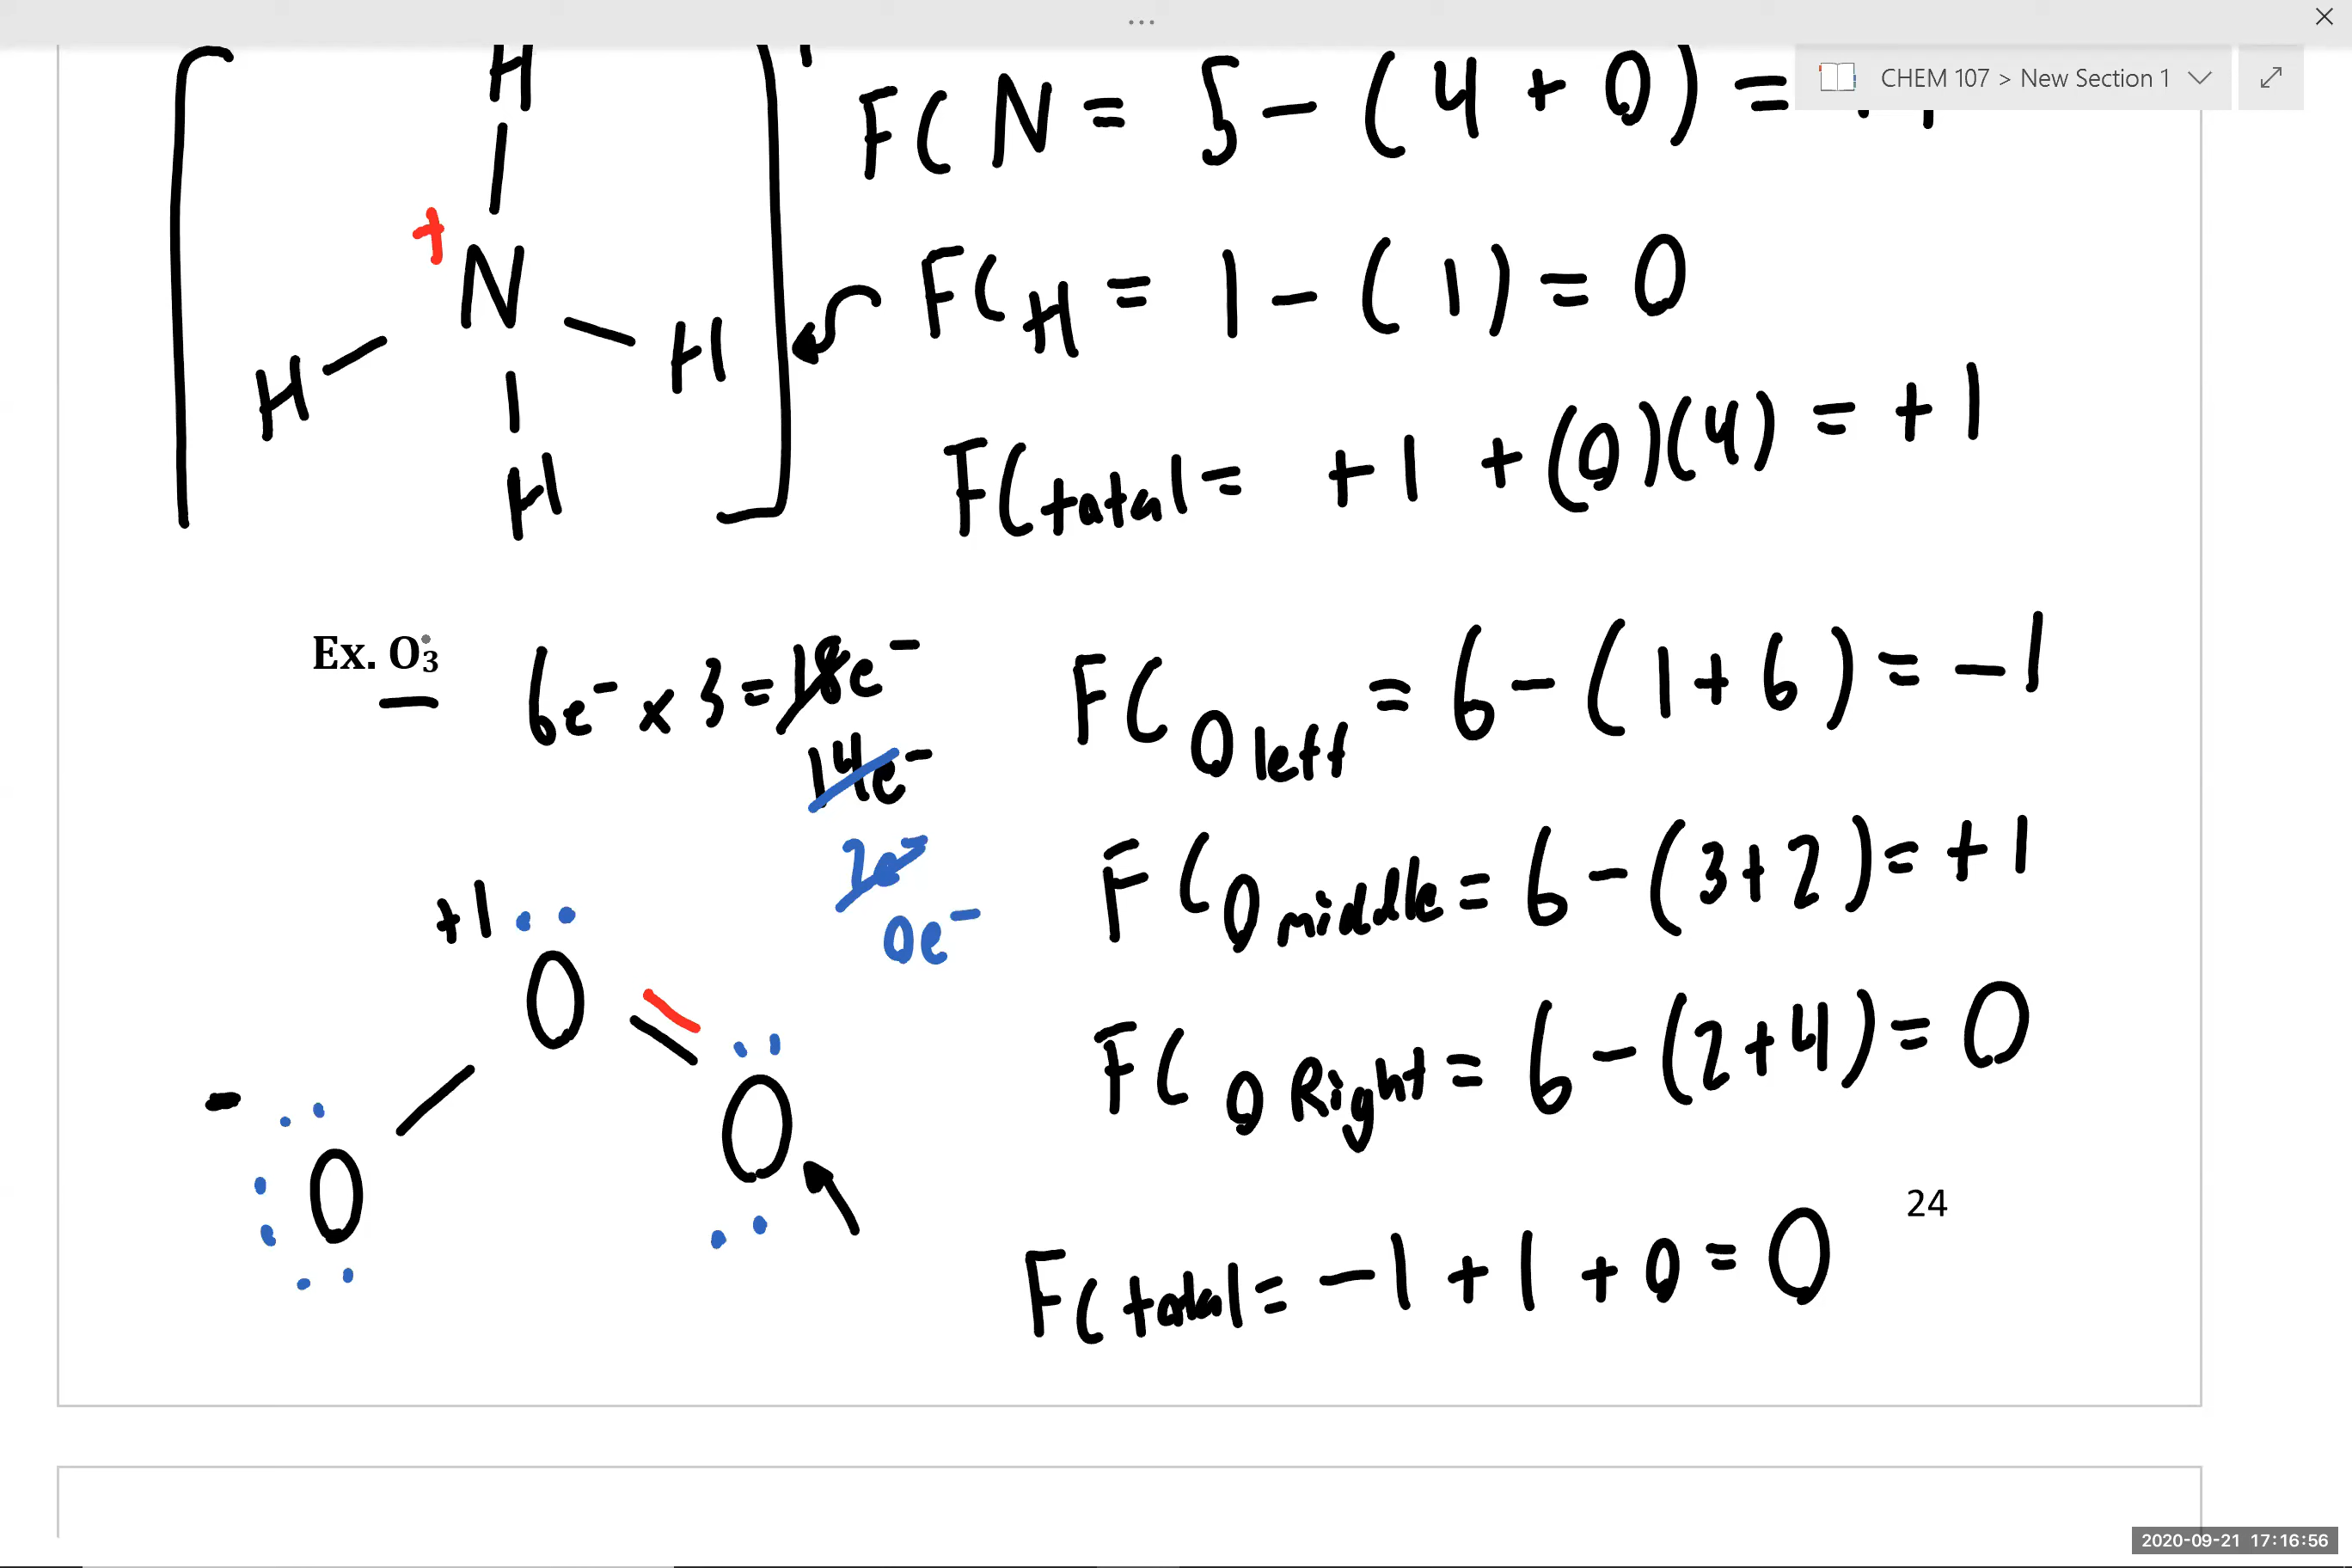 CHEM 107 > New Section 1
H
FC N = 5 - (4 + 0) =
+
N
H
H
H
FC H = 1 - (1) = 0
FC total = +1 + (0)(4) = +1
Ex. O3
6e- x 3 = 18e-
14e-
2e-
0e-
FC O left = 6 - (1+6) = -1
FC O middle = 6 - (3+2) = +1
FC O Right = 6 - (2+4) = 0
FC total = -1 + 1 + 0 = 0
+1
O
-
O
O
24
2020-09-21 17:16:56